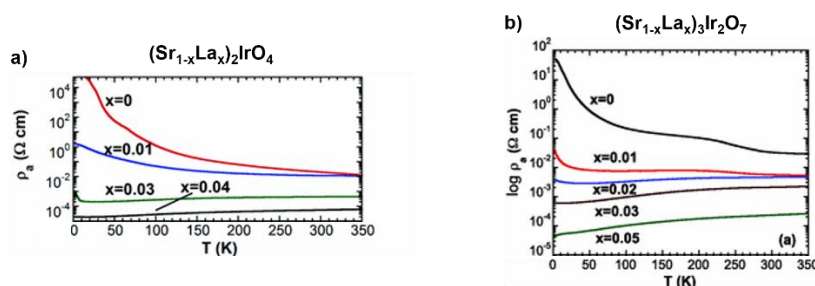 a)
(Sr1-xLax)2IrO4
ρa (Ω cm)
10^4
10^2
10^0
10^-2
10^-4
x=0
x=0.01
x=0.03
x=0.04
0 50 100 150 200 250 300 350
T (K)
b)
(Sr1-xLax)3Ir2O7
log ρa (Ω cm)
10^2
10^1
10^0
10^-1
10^-2
10^-3
10^-4
10^-5
x=0
x=0.01
x=0.02
x=0.03
x=0.05
(a)
0 50 100 150 200 250 300 350
T (K)